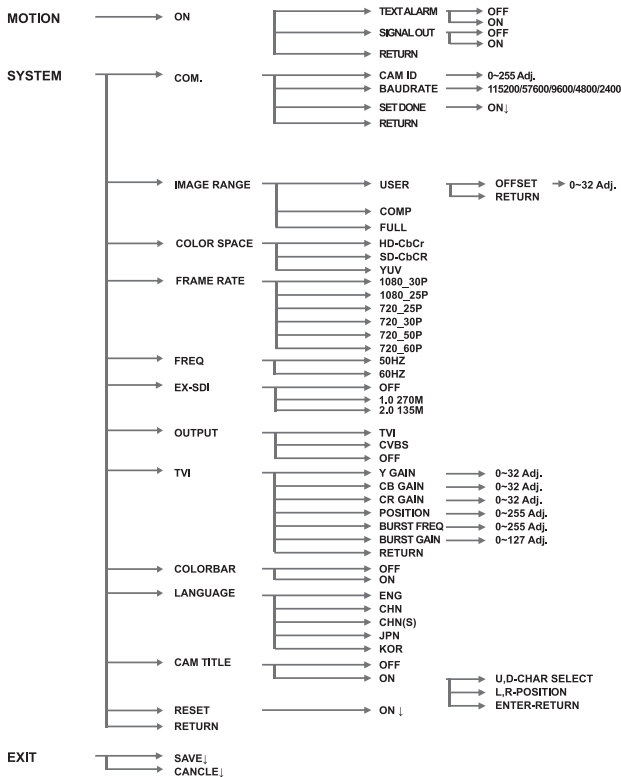 MOTION ON TEXT ALARM OFF
ON
SIGNAL OUT OFF
ON
RETURN
SYSTEM COM. CAM ID 0~255 Adj.
BAUDRATE 115200/57600/9600/4800/2400
SET DONE ON↓
RETURN
IMAGE RANGE USER OFFSET 0~32 Adj.
RETURN
COMP
FULL
COLOR SPACE HD-CbCr
SD-CbCR
YUV
FRAME RATE 1080_30P
1080_25P
720_25P
720_30P
720_50P
720_60P
FREQ 50HZ
60HZ
EX-SDI OFF
1.0 270M
2.0 135M
OUTPUT TVI
CVBS
OFF
TVI Y GAIN 0~32 Adj.
CB GAIN 0~32 Adj.
CR GAIN 0~32 Adj.
POSITION 0~255 Adj.
BURST FREQ 0~255 Adj.
BURST GAIN 0~127 Adj.
RETURN
COLORBAR OFF
ON
LANGUAGE ENG
CHN
CHN(S)
JPN
KOR
CAM TITLE OFF
ON U,D-CHAR SELECT
L,R-POSITION
ENTER-RETURN
RESET ON ↓
RETURN
EXIT SAVE↓
CANCLE↓